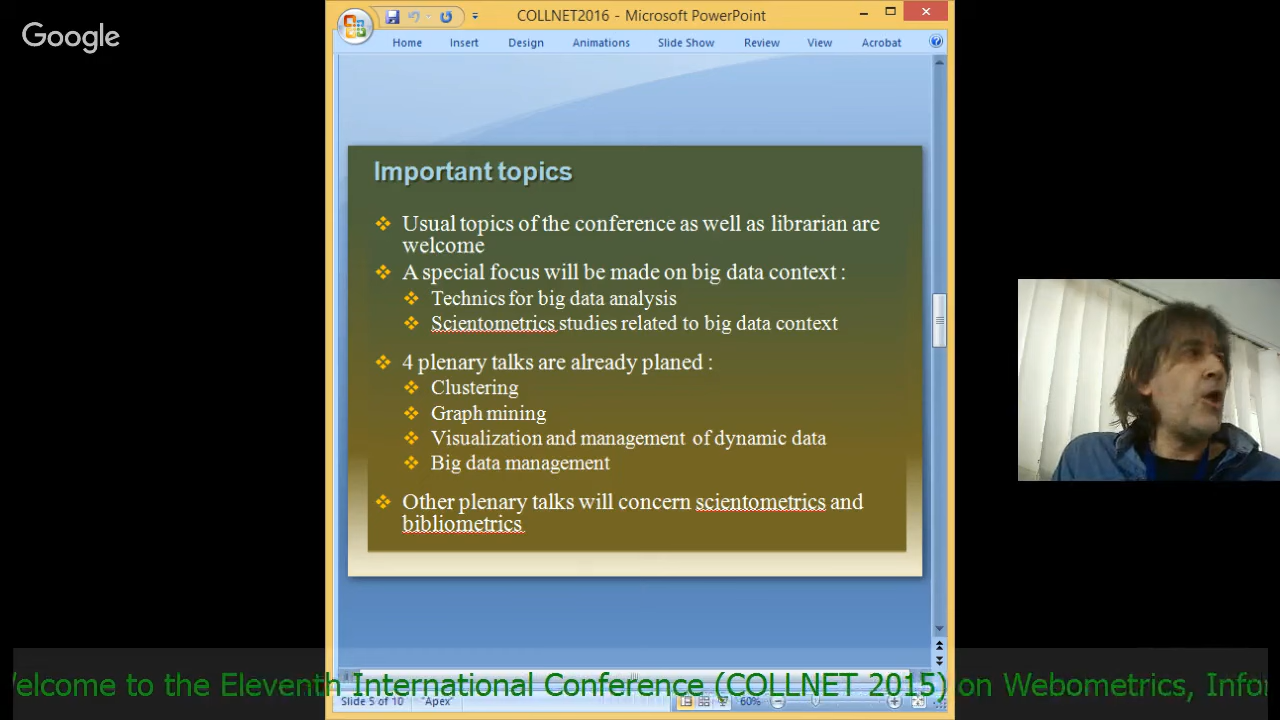 Google
COLLNET2016 - Microsoft PowerPoint
Home Insert Design Animations Slide Show Review View Acrobat
Important topics
Usual topics of the conference as well as librarian are
welcome
A special focus will be made on big data context :
Technics for big data analysis
Scientometrics studies related to big data context
4 plenary talks are already planed :
Clustering
Graph mining
Visualization and management of dynamic data
Big data management
Other plenary talks will concern scientometrics and
bibliometrics
Welcome to the Eleventh International Conference (COLLNET 2015) on Webometrics, Infor
Slide 5 of 10 "Apex" 60%